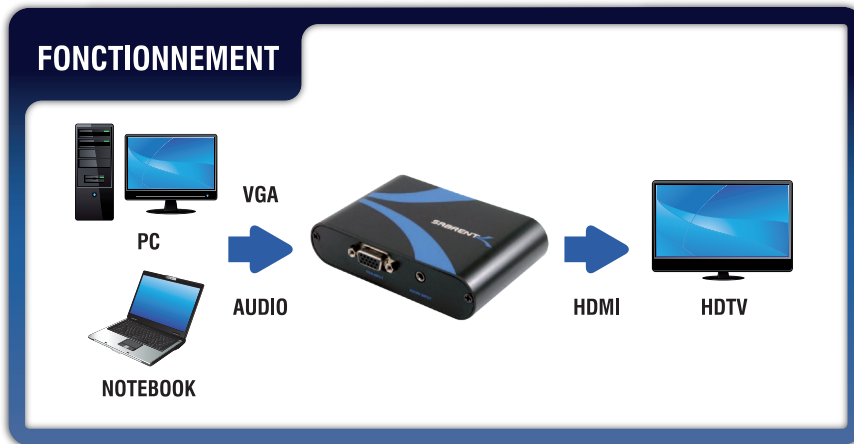 FONCTIONNEMENT
VGA
PC
AUDIO
NOTEBOOK
SABRENT
HDMI
HDTV